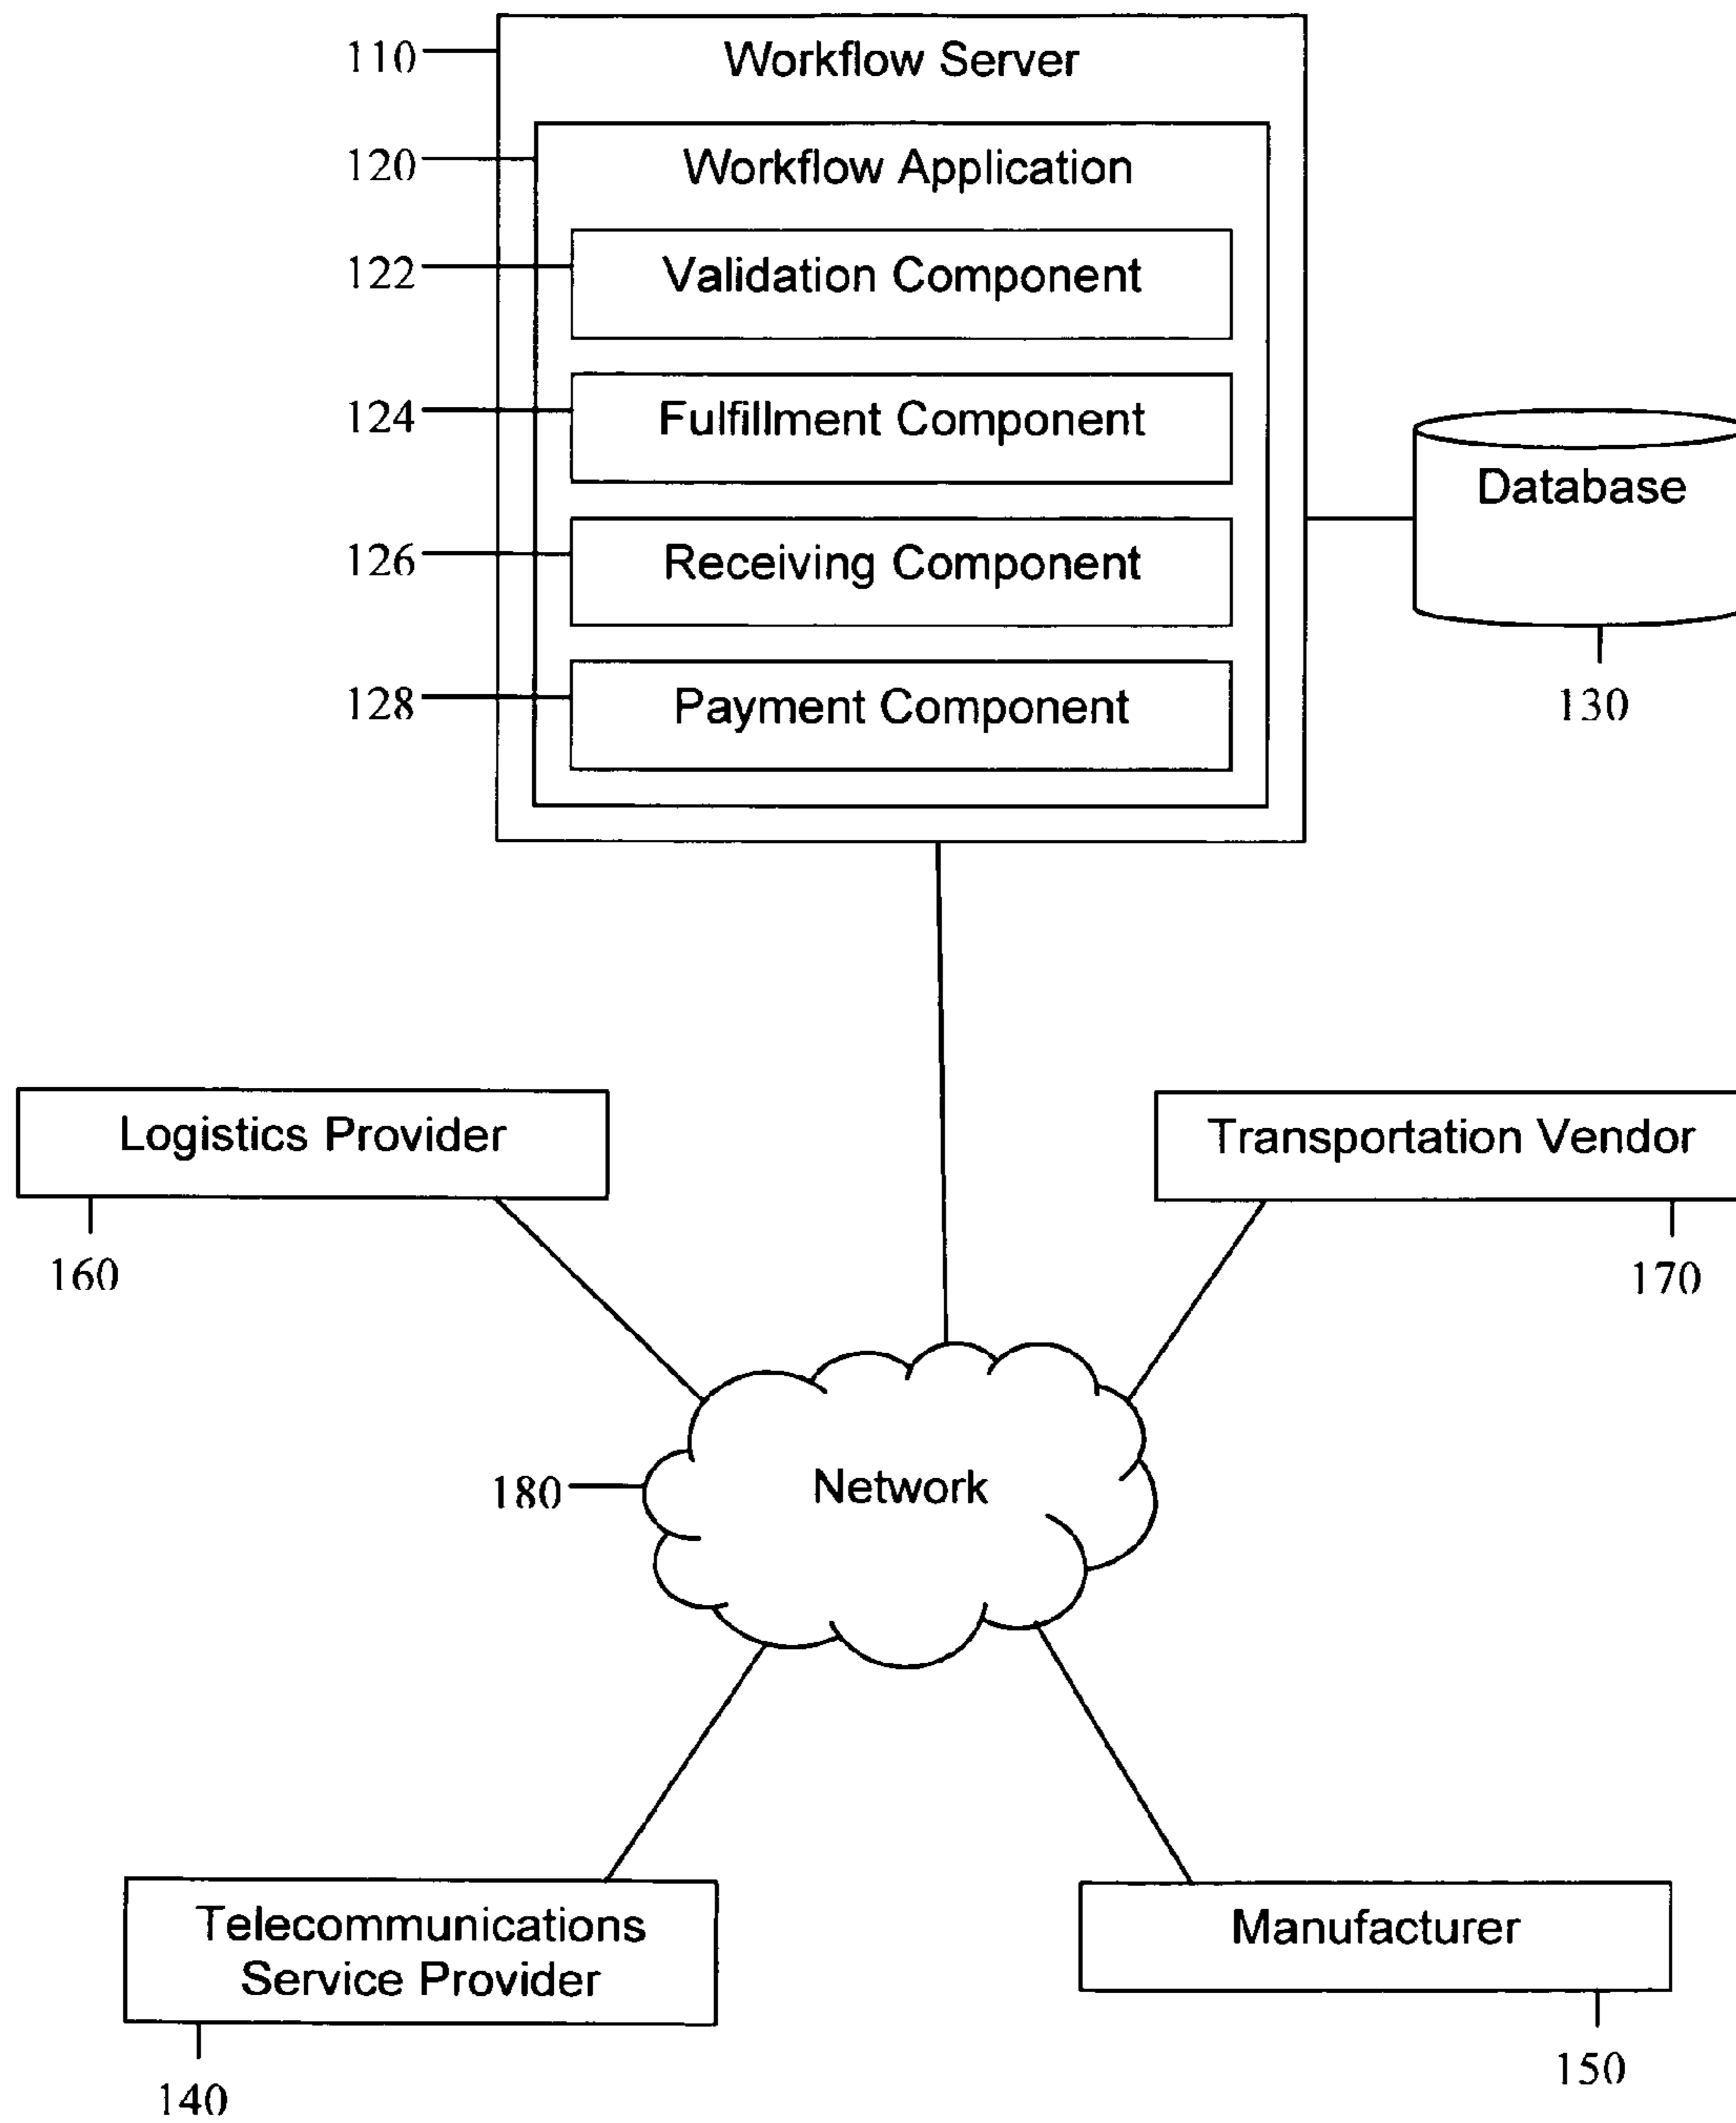 110
Workflow Server
120
Workflow Application
122
Validation Component
124
Fulfillment Component
126
Receiving Component
128
Payment Component
Database
130
Logistics Provider
160
Transportation Vendor
170
180
Network
Telecommunications
Service Provider
140
Manufacturer
150